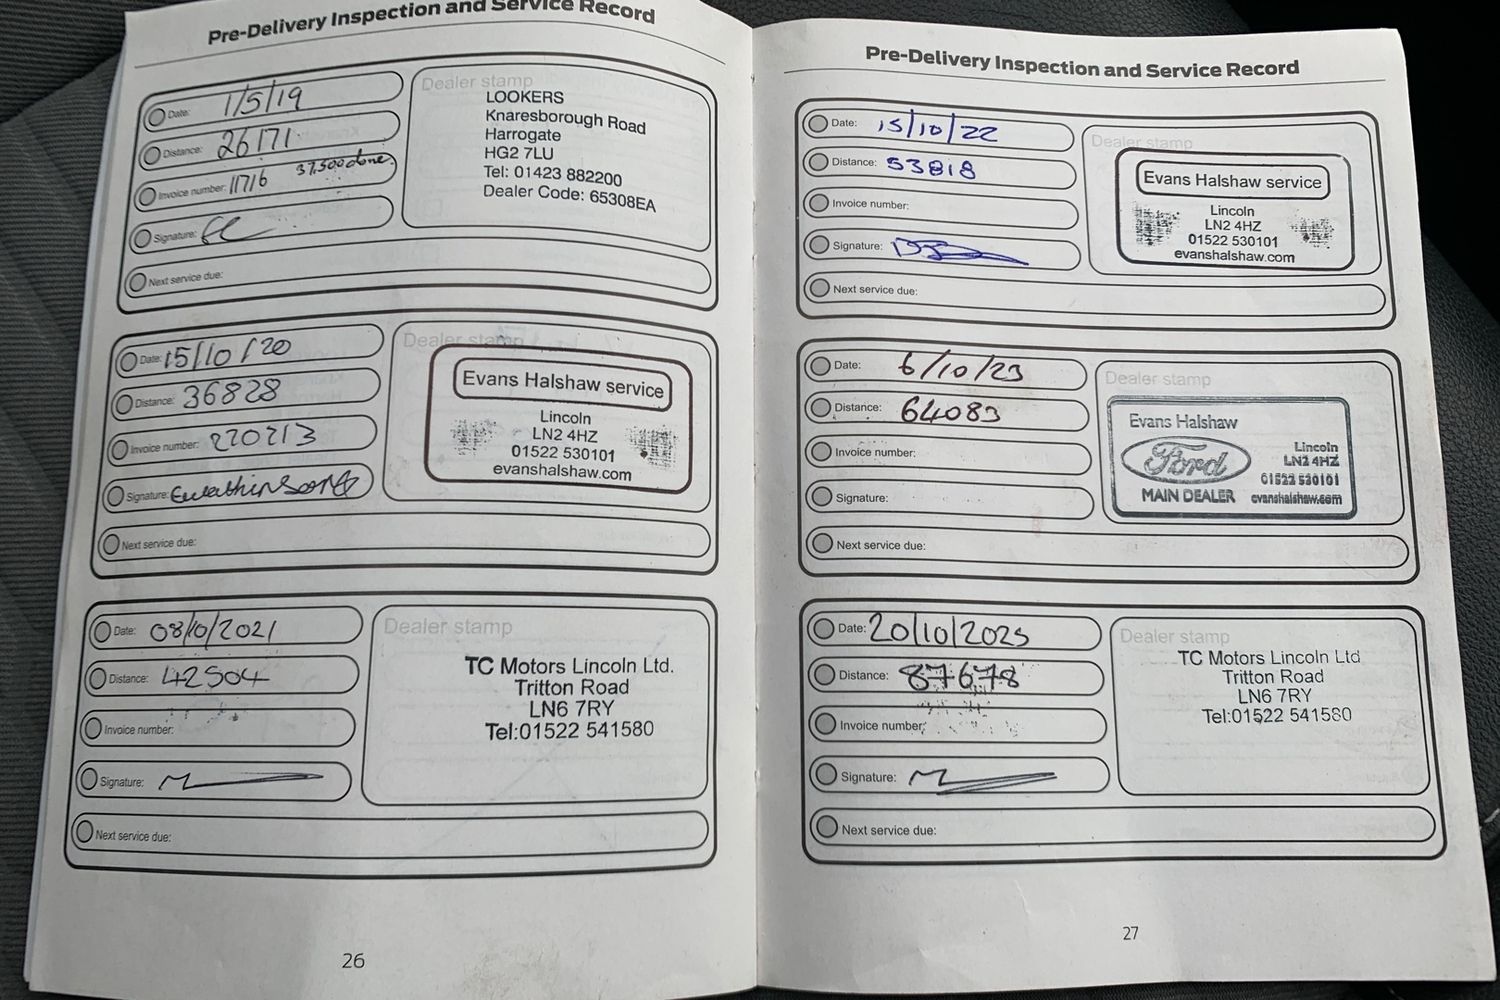 Pre-Delivery Inspection and Service Record
Date: 1/5/19
Distance: 26171
Invoice number: 11716 37,500 done.
Signature:
Next service due:
Dealer stamp
LOOKERS
Knaresborough Road
Harrogate
HG2 7LU
Tel: 01423 882200
Dealer Code: 65308EA
Date: 15/10/20
Distance: 36828
Invoice number: 220213
Signature:
Next service due:
Dealer stamp
Evans Halshaw service
Lincoln
LN2 4HZ
01522 530101
evanshalshaw.com
Date: 08/10/2021
Distance: 42504
Invoice number:
Signature:
Next service due:
Dealer stamp
TC Motors Lincoln Ltd.
Tritton Road
LN6 7RY
Tel:01522 541580
26
Pre-Delivery Inspection and Service Record
Date: 15/10/22
Distance: 53818
Invoice number:
Signature:
Next service due:
Dealer stamp
Evans Halshaw service
Lincoln
LN2 4HZ
01522 530101
evanshalshaw.com
Date: 6/10/23
Distance: 64083
Invoice number:
Signature:
Next service due:
Dealer stamp
Evans Halshaw
Ford
MAIN DEALER
Lincoln
LN2 4HZ
01522 530101
evanshalshaw.com
Date: 20/10/2025
Distance: 87678
Invoice number:
Signature:
Next service due:
Dealer stamp
TC Motors Lincoln Ltd
Tritton Road
LN6 7RY
Tel:01522 541580
27